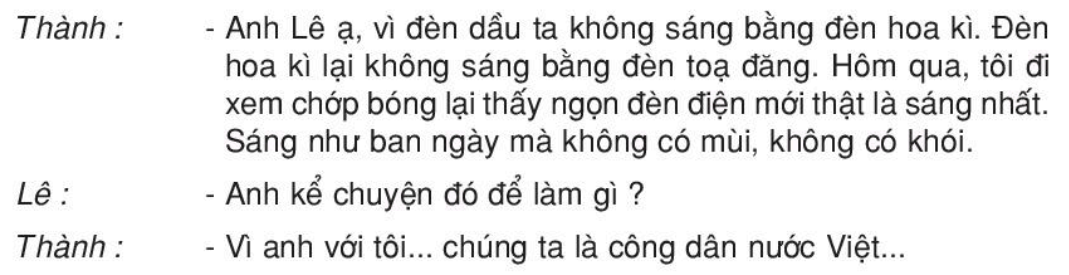 Thành : - Anh Lê ạ, vì đèn dầu ta không sáng bằng đèn hoa kì. Đèn
hoa kì lại không sáng bằng đèn toạ đăng. Hôm qua, tôi đi
xem chớp bóng lại thấy ngọn đèn điện mới thật là sáng nhất.
Sáng như ban ngày mà không có mùi, không có khói.
Lê : - Anh kể chuyện đó để làm gì ?
Thành : - Vì anh với tôi... chúng ta là công dân nước Việt...